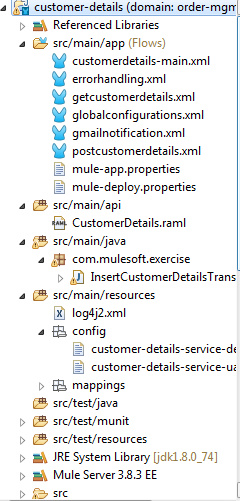 customer-details (domain: order-mgm
Referenced Libraries
src/main/app (Flows)
customerdetails-main.xml
errorhandling.xml
getcustomerdetails.xml
globalconfigurations.xml
gmailnotification.xml
postcustomerdetails.xml
mule-app.properties
mule-deploy.properties
src/main/api
RAML CustomerDetails.raml
src/main/java
com.mulesoft.exercise
InsertCustomerDetailsTrans
src/main/resources
log4j2.xml
config
customer-details-service-de
customer-details-service-ua
mappings
src/test/java
src/test/munit
src/test/resources
JRE System Library [jdk1.8.0_74]
Mule Server 3.8.3 EE
src